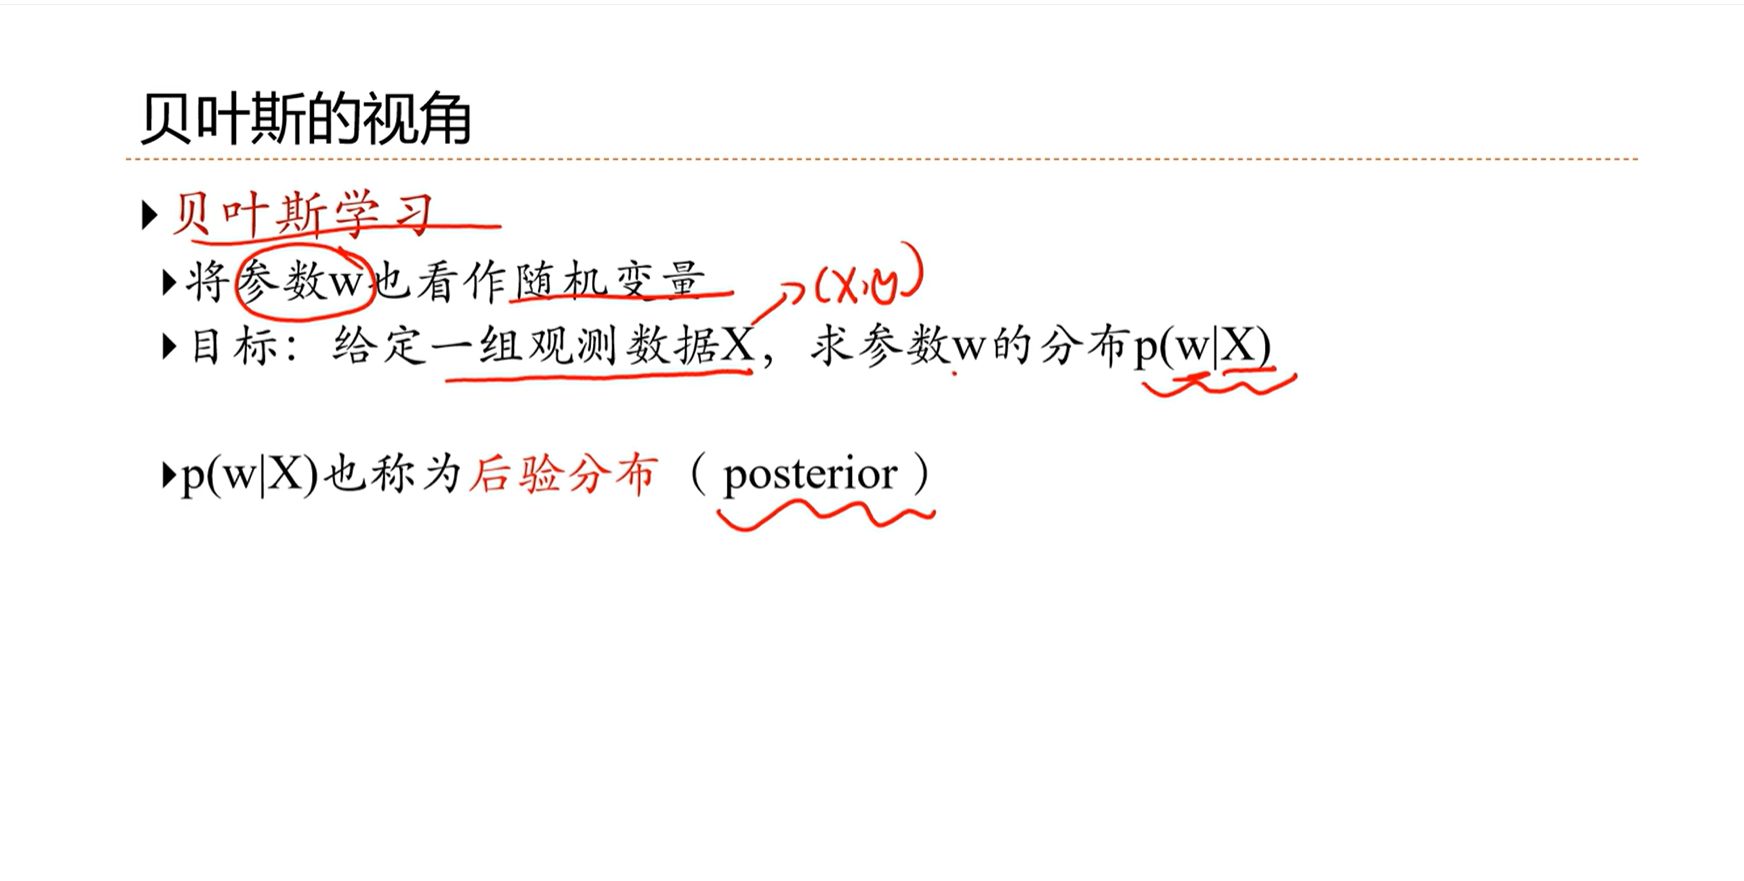 贝叶斯的视角
贝叶斯学习
将参数w也看作随机变量
(X,y)
目标：给定一组观测数据X，求参数w的分布p(w|X)
p(w|X)也称为后验分布（posterior）